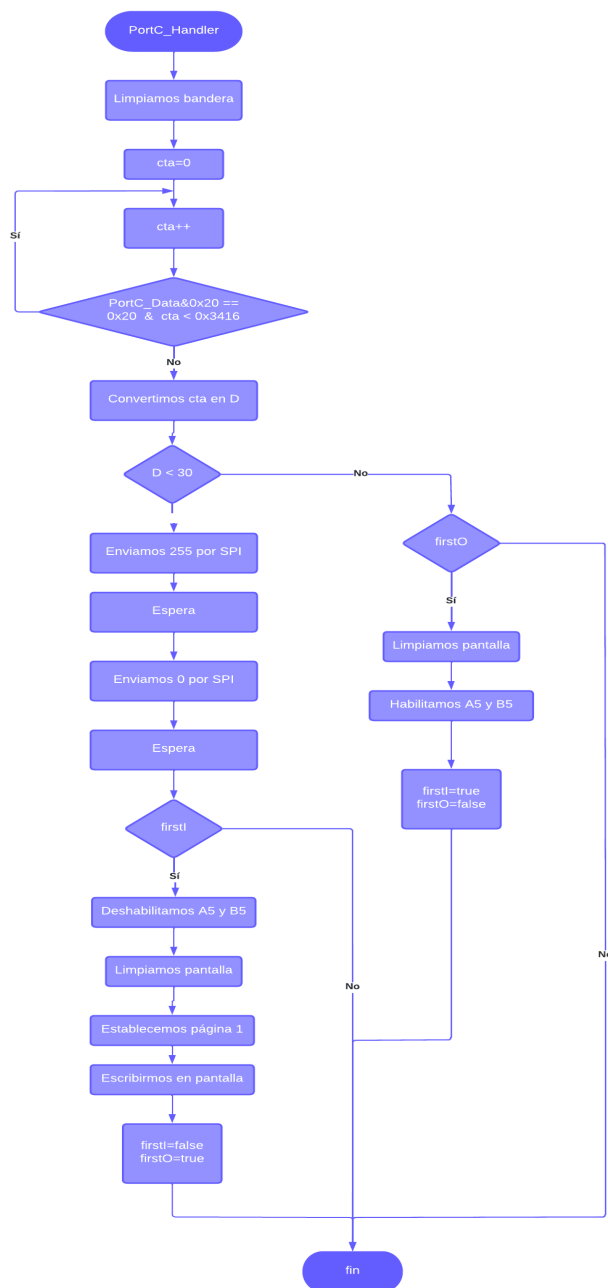 PortC_Handler
Limpiamos bandera
cta=0
Sí
cta++
PortC_Data&0x20 ==
0x20 & cta < 0x3416
No
Convertimos cta en D
D < 30
No
Enviamos 255 por SPI
firstO
Espera
Sí
Limpiamos pantalla
Enviamos 0 por SPI
Habilitamos A5 y B5
Espera
firstI=true
firstO=false
firstI
Sí
Deshabilitamos A5 y B5
No
Limpiamos pantalla
No
Establecemos página 1
Escribirmos en pantalla
firstI=false
firstO=true
fin